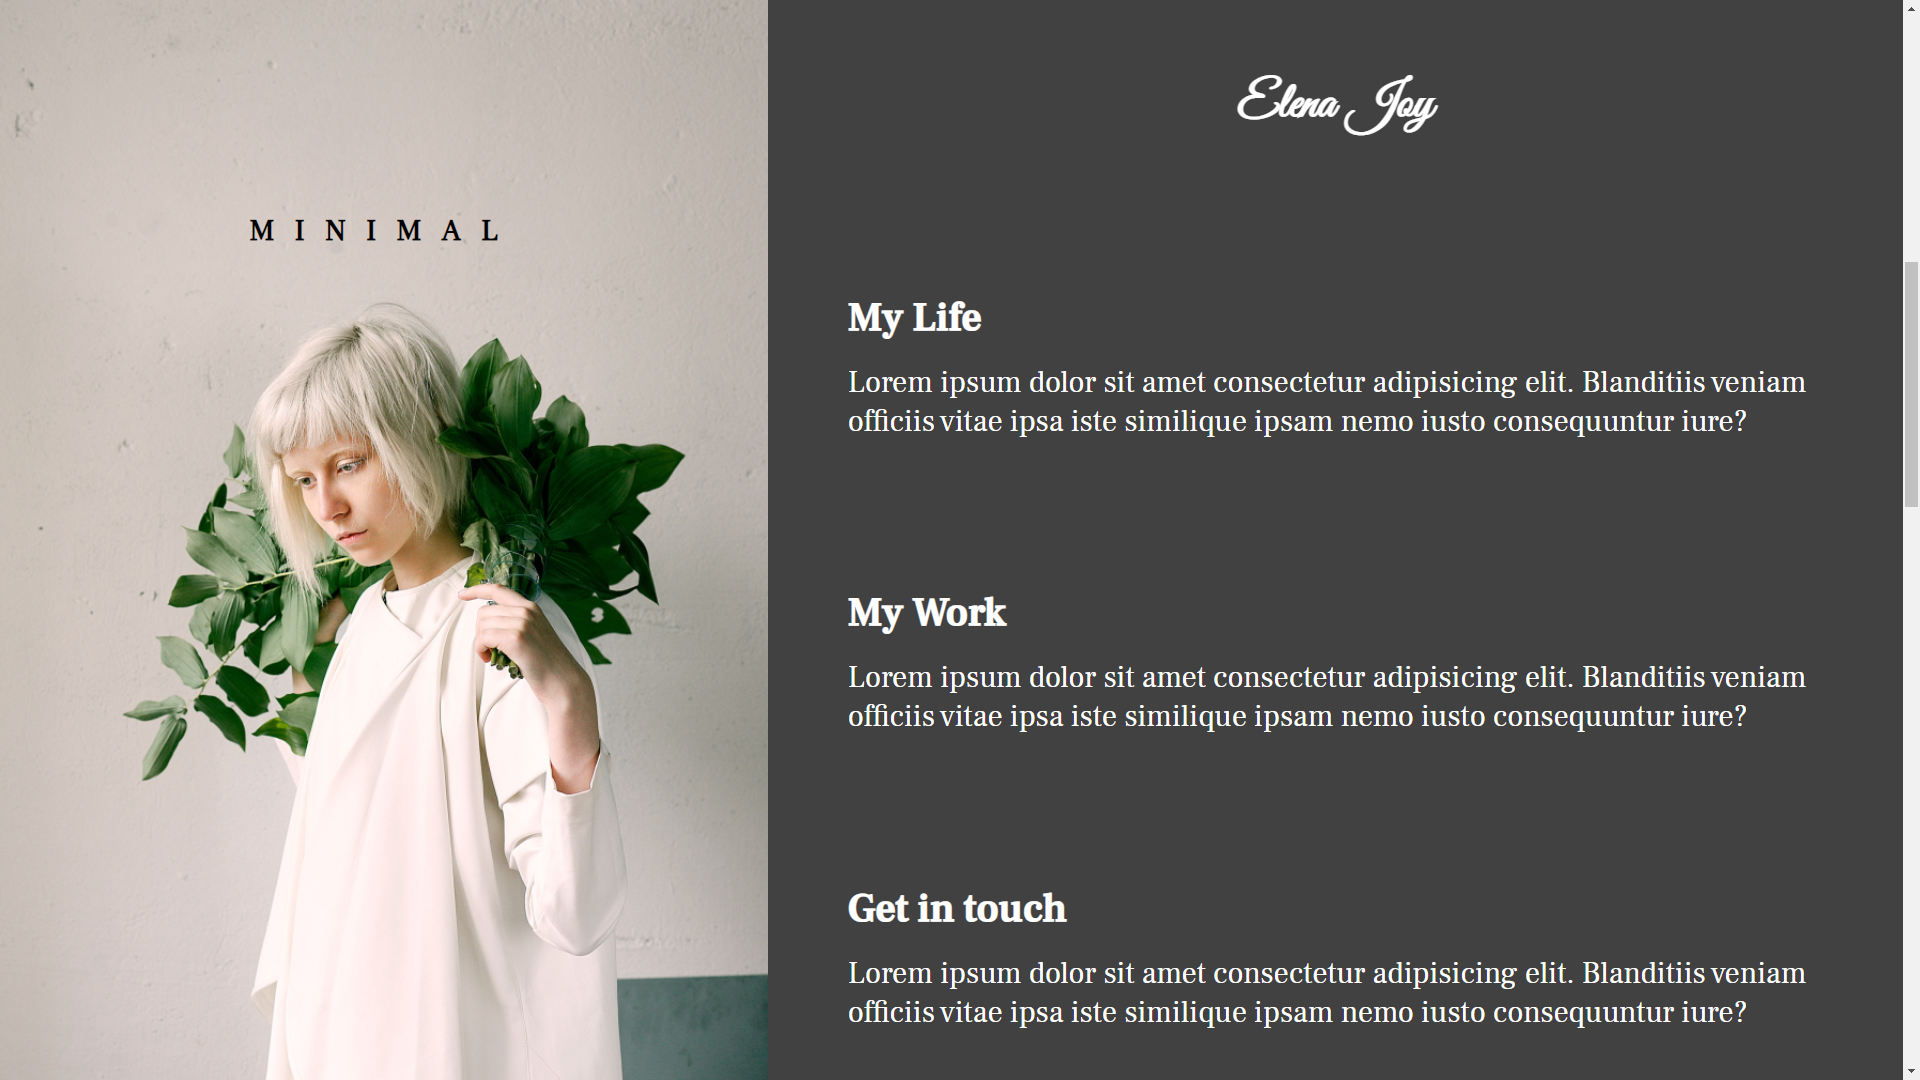 MINIMAL
Elena Joy
My Life
Lorem ipsum dolor sit amet consectetur adipisicing elit. Blanditiis veniam
officiis vitae ipsa iste similique ipsam nemo iusto consequuntur iure?
My Work
Lorem ipsum dolor sit amet consectetur adipisicing elit. Blanditiis veniam
officiis vitae ipsa iste similique ipsam nemo iusto consequuntur iure?
Get in touch
Lorem ipsum dolor sit amet consectetur adipisicing elit. Blanditiis veniam
officiis vitae ipsa iste similique ipsam nemo iusto consequuntur iure?